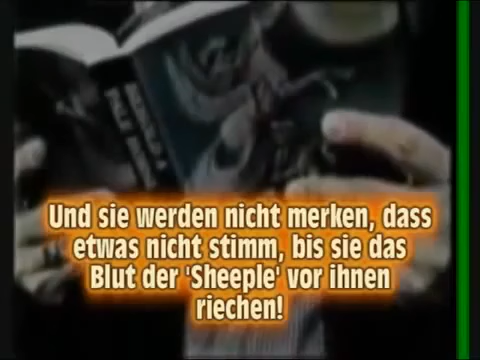 Und sie werden nicht merken, dass
etwas nicht stimm, bis sie das
Blut der 'Sheeple' vor ihnen
riechen!